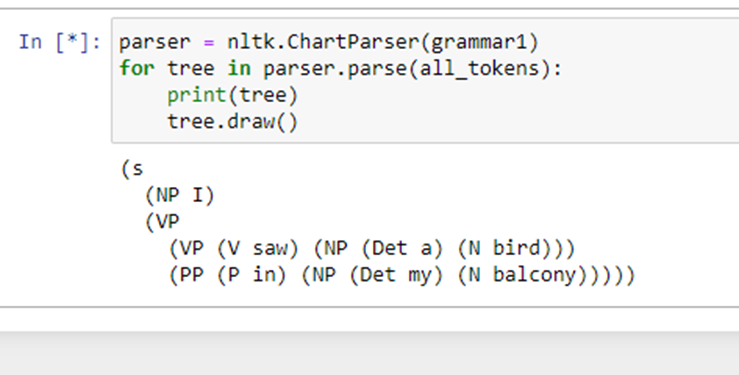 In [*]: parser = nltk.ChartParser(grammar1)
for tree in parser.parse(all_tokens):
    print(tree)
    tree.draw()
(s
  (NP I)
  (VP
    (VP (V saw) (NP (Det a) (N bird)))
    (PP (P in) (NP (Det my) (N balcony)))))